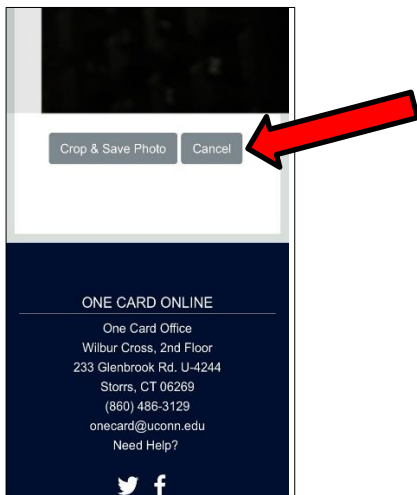 Crop & Save Photo Cancel
ONE CARD ONLINE
One Card Office
Wilbur Cross, 2nd Floor
233 Glenbrook Rd. U-4244
Storrs, CT 06269
(860) 486-3129
onecard@uconn.edu
Need Help?